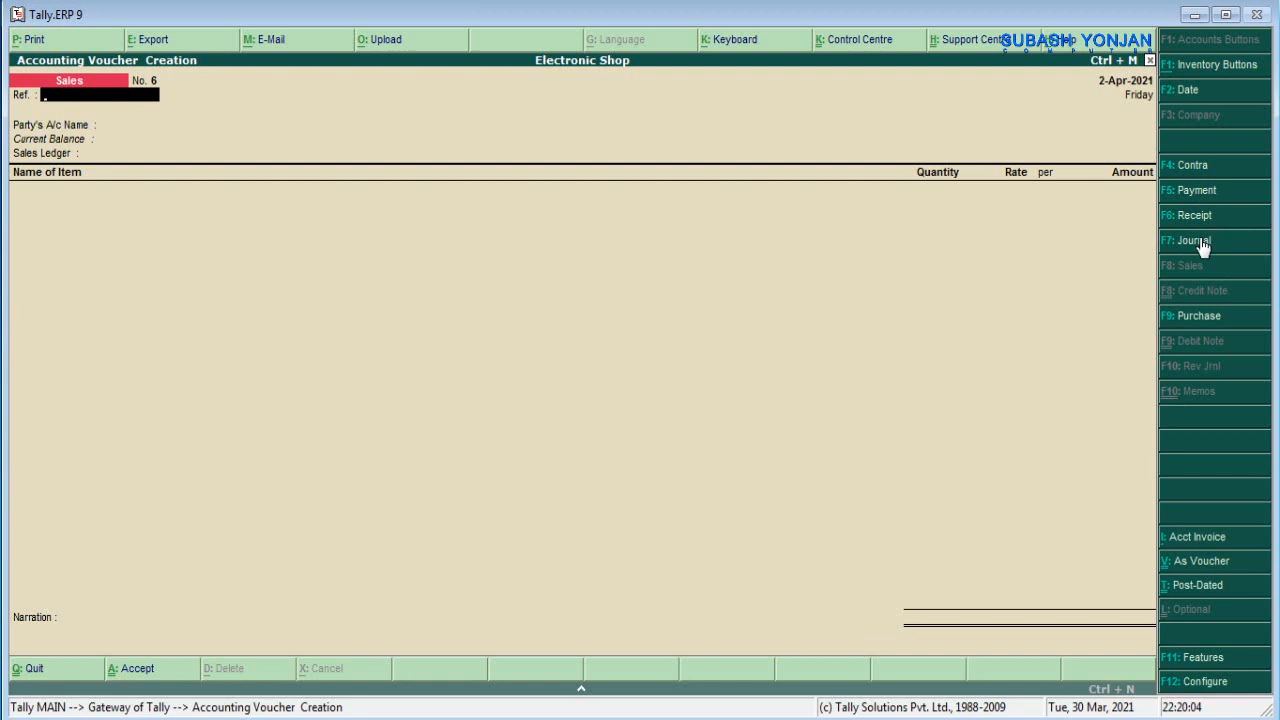 Tally.ERP 9
P: Print
E: Export
M: E-Mail
O: Upload
G: Language
K: Keyboard
K: Control Centre
H: Support
SUBASH YONJAN
Accounting Voucher Creation
Electronic Shop
Ctrl + M
Sales
No. 6
2-Apr-2021
Ref. :
Friday
Party's A/c Name :
Current Balance :
Sales Ledger :
Name of Item
Quantity
Rate per
Amount
Narration :
F1: Accounts Buttons
F1: Inventory Buttons
F2: Date
F3: Company
F4: Contra
F5: Payment
F6: Receipt
F7: Journal
F8: Sales
F8: Credit Note
F9: Purchase
F9: Debit Note
F10: Rev Jrnl
F10: Memos
I: Acct Invoice
V: As Voucher
T: Post-Dated
L: Optional
F11: Features
F12: Configure
Q: Quit
A: Accept
D: Delete
X: Cancel
Ctrl + N
Tally MAIN --> Gateway of Tally --> Accounting Voucher Creation
(c) Tally Solutions Pvt. Ltd., 1988-2009
Tue, 30 Mar, 2021
22:20:04